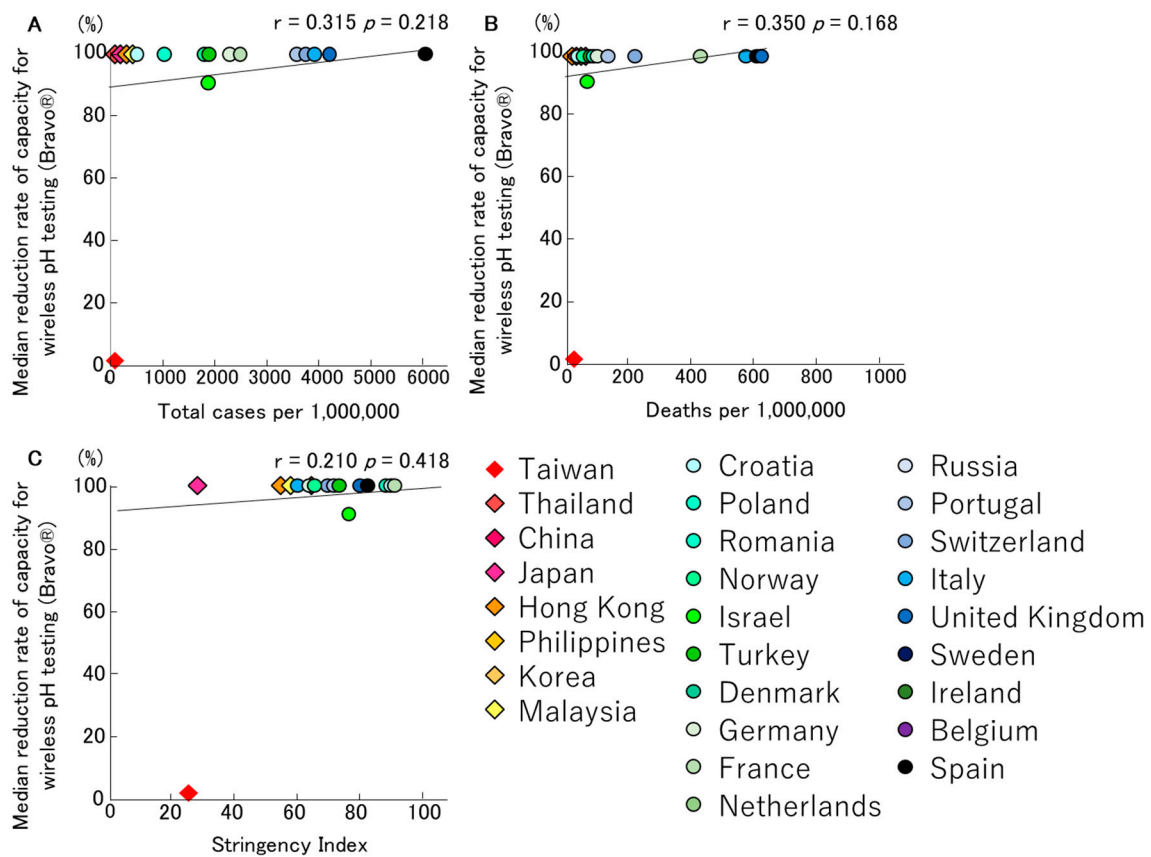 A
(%)
r = 0.315 p = 0.218
Median reduction rate of capacity for
wireless pH testing (Bravo®)
100
80
60
40
20
0
0 1000 2000 3000 4000 5000 6000
Total cases per 1,000,000
B
(%)
r = 0.350 p = 0.168
Median reduction rate of capacity for
wireless pH testing (Bravo®)
100
80
60
40
20
0
0 200 400 600 800 1000
Deaths per 1,000,000
C
(%)
r = 0.210 p = 0.418
Median reduction rate of capacity for
wireless pH testing (Bravo®)
100
80
60
40
20
0
0 20 40 60 80 100
Stringency Index
Taiwan
Thailand
China
Japan
Hong Kong
Philippines
Korea
Malaysia
Croatia
Poland
Romania
Norway
Israel
Turkey
Denmark
Germany
France
Netherlands
Russia
Portugal
Switzerland
Italy
United Kingdom
Sweden
Ireland
Belgium
Spain